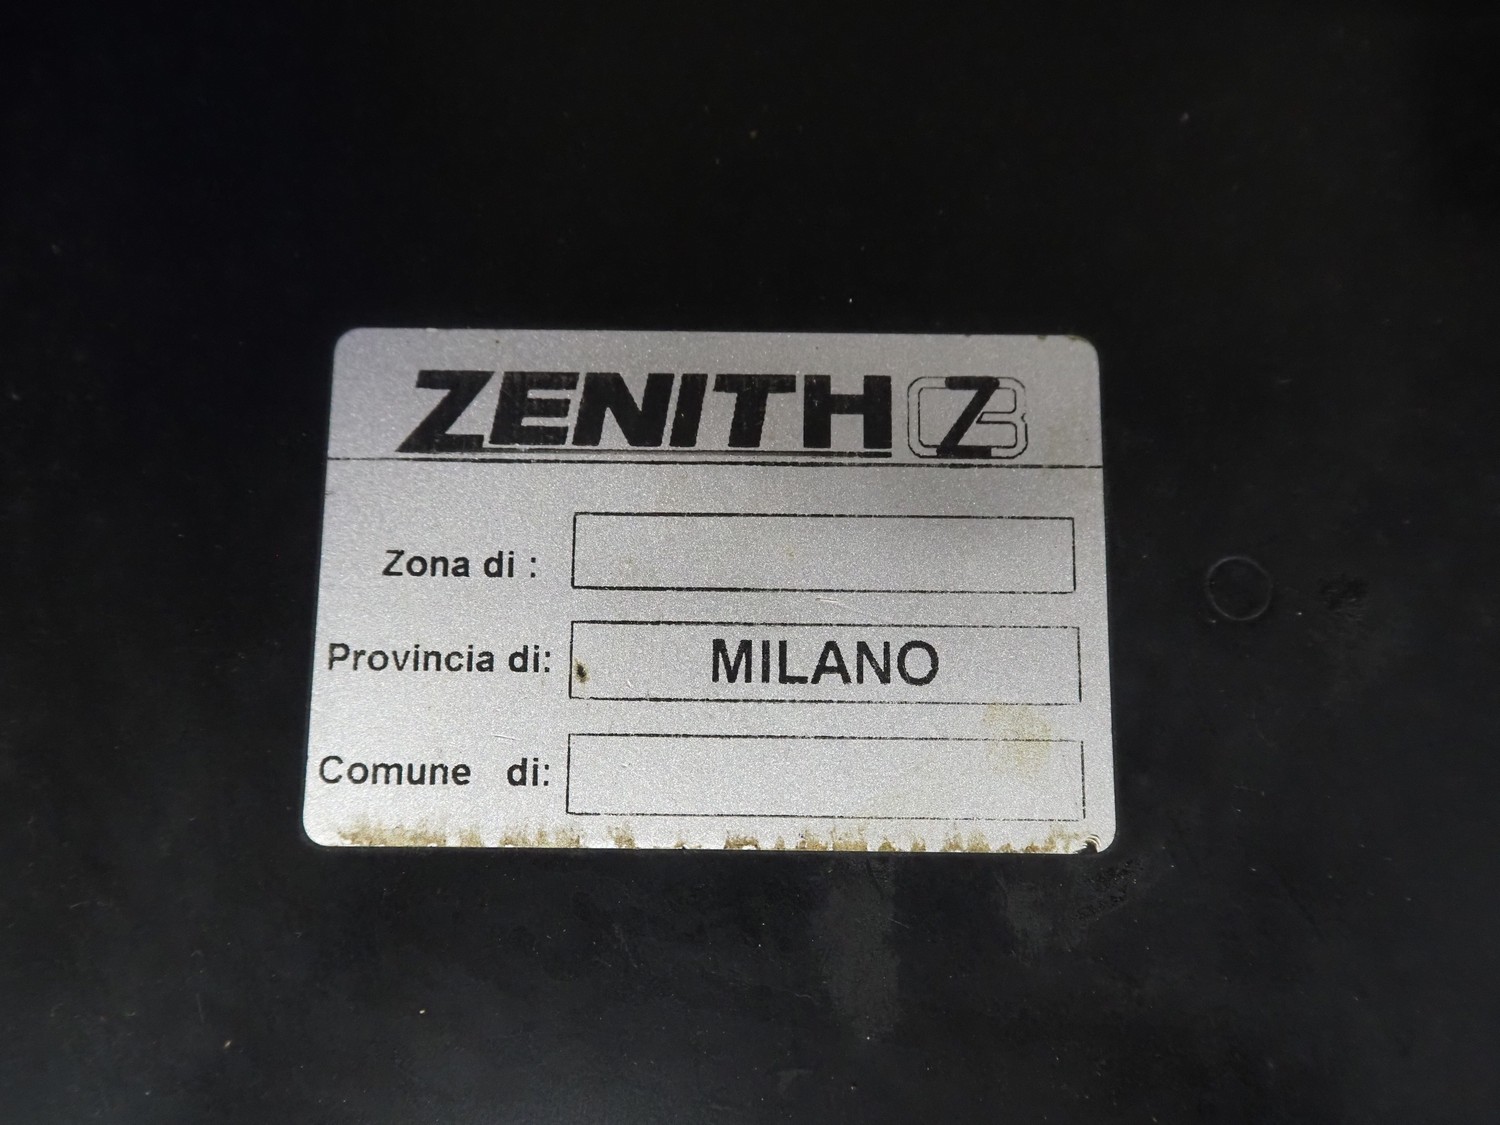 ZENITH Z
Zona di :
Provincia di: MILANO
Comune di: